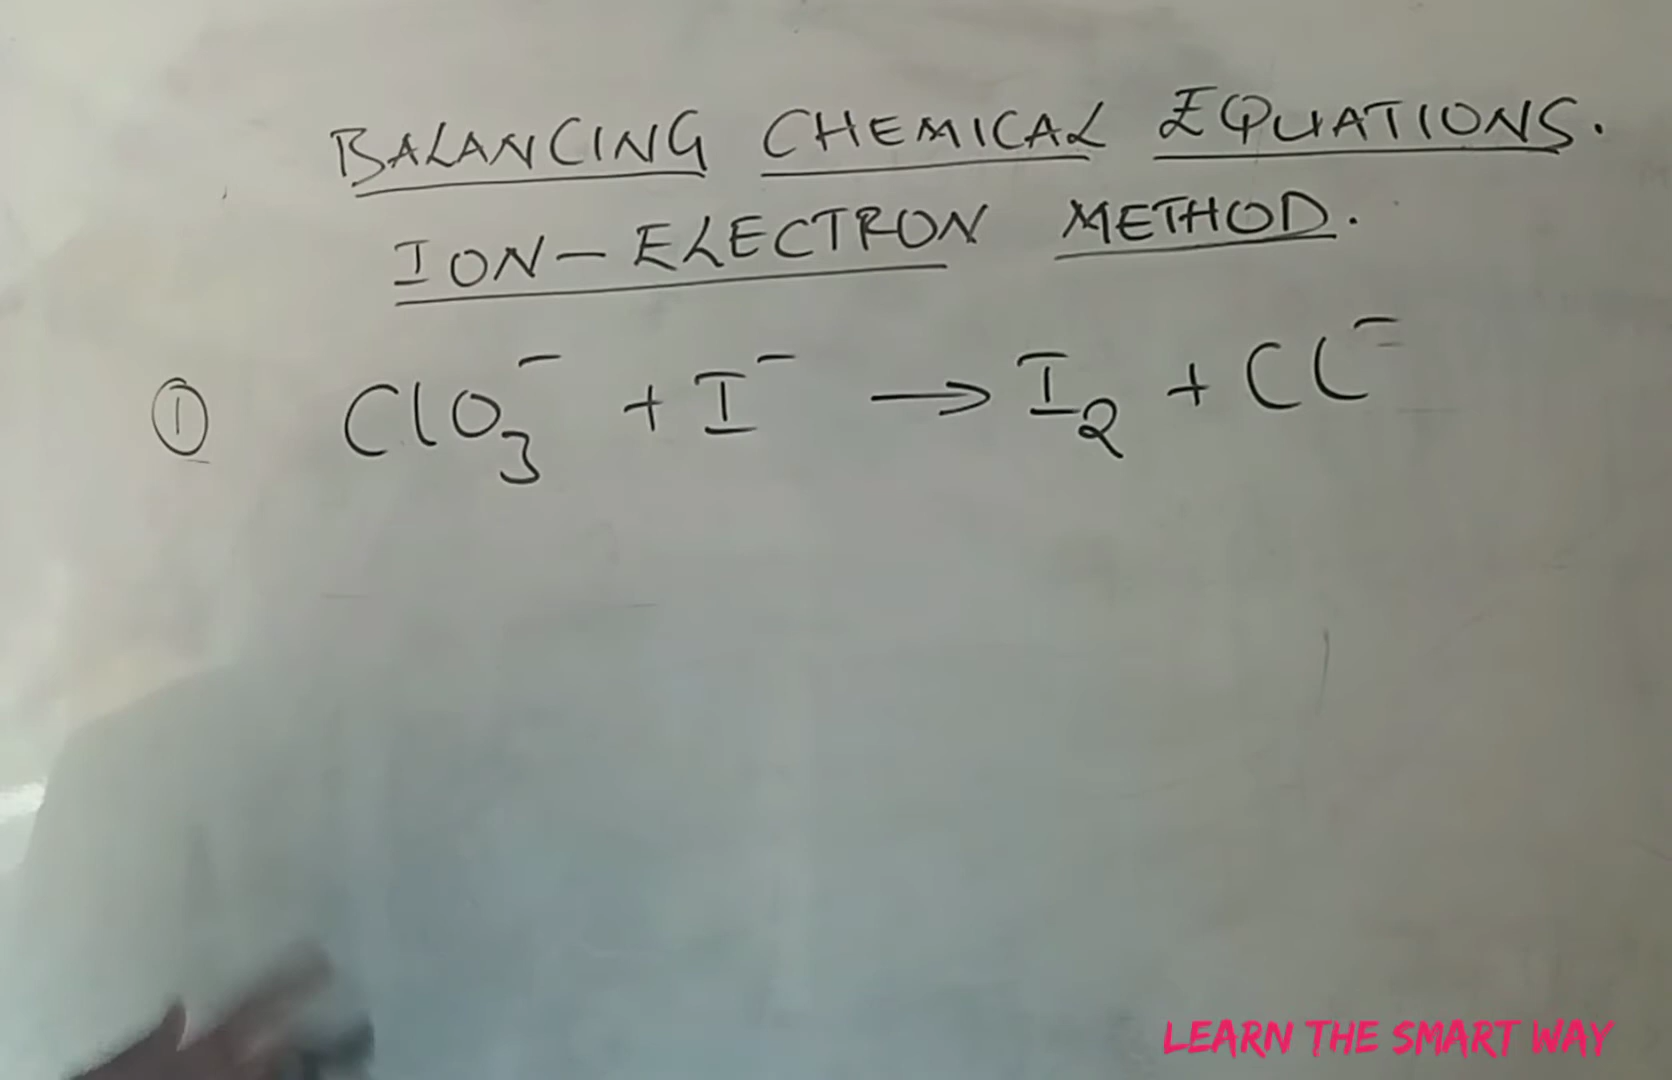 BALANCING CHEMICAL EQUATIONS.
ION-ELECTRON METHOD.
① ClO₃⁻ + I⁻ → I₂ + Cl⁻
LEARN THE SMART WAY